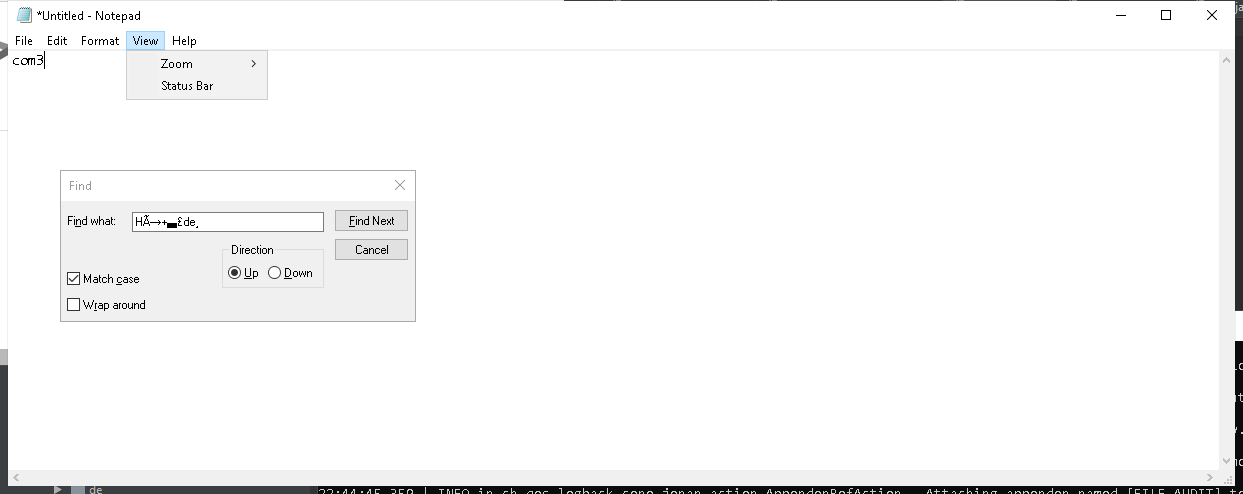 *Untitled - Notepad
File Edit Format View Help
com3
Zoom
Status Bar
Find
Find what: HÃ→+▬£de¸ Find Next
Direction Cancel
Up Down
Match case
Wrap around
de
22:44:45,359 | INFO in ch.qos.logback.core.joran.action.AppenderRefAction - Attaching appender named [FILE_AUDIT] t